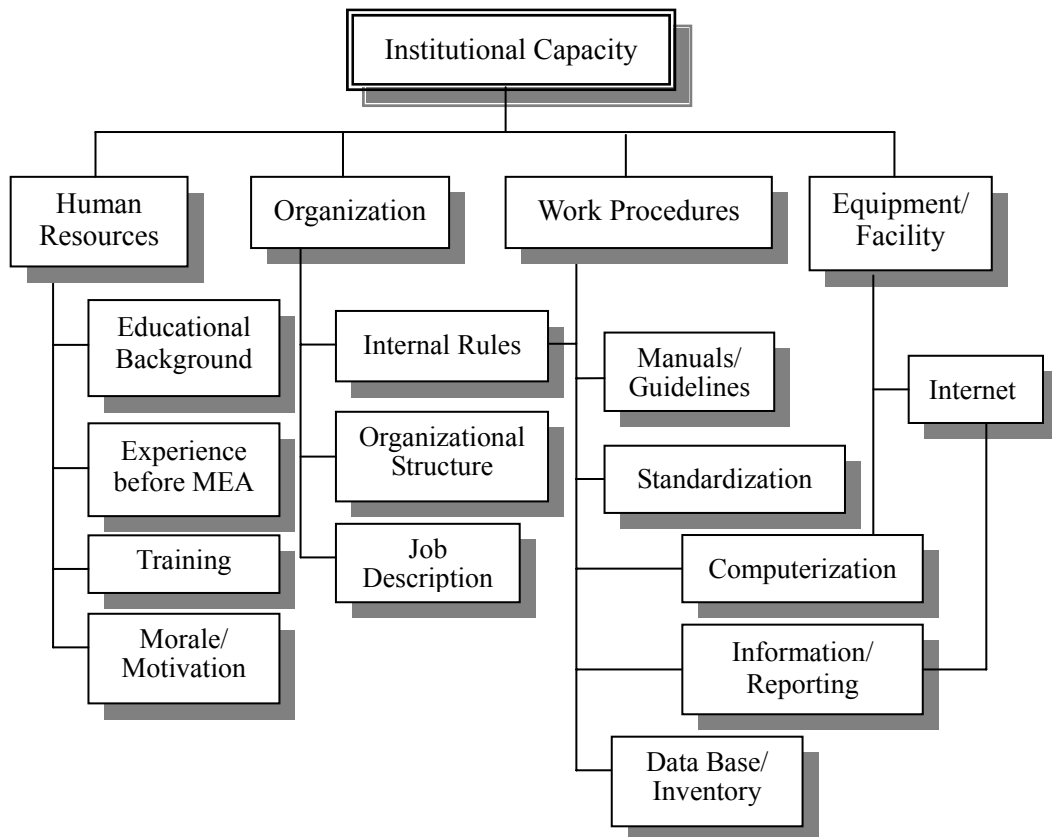 Institutional Capacity
Human
Resources
Organization
Work Procedures
Equipment/
Facility
Educational
Background
Experience
before MEA
Training
Morale/
Motivation
Internal Rules
Organizational
Structure
Job
Description
Manuals/
Guidelines
Standardization
Computerization
Information/
Reporting
Data Base/
Inventory
Internet